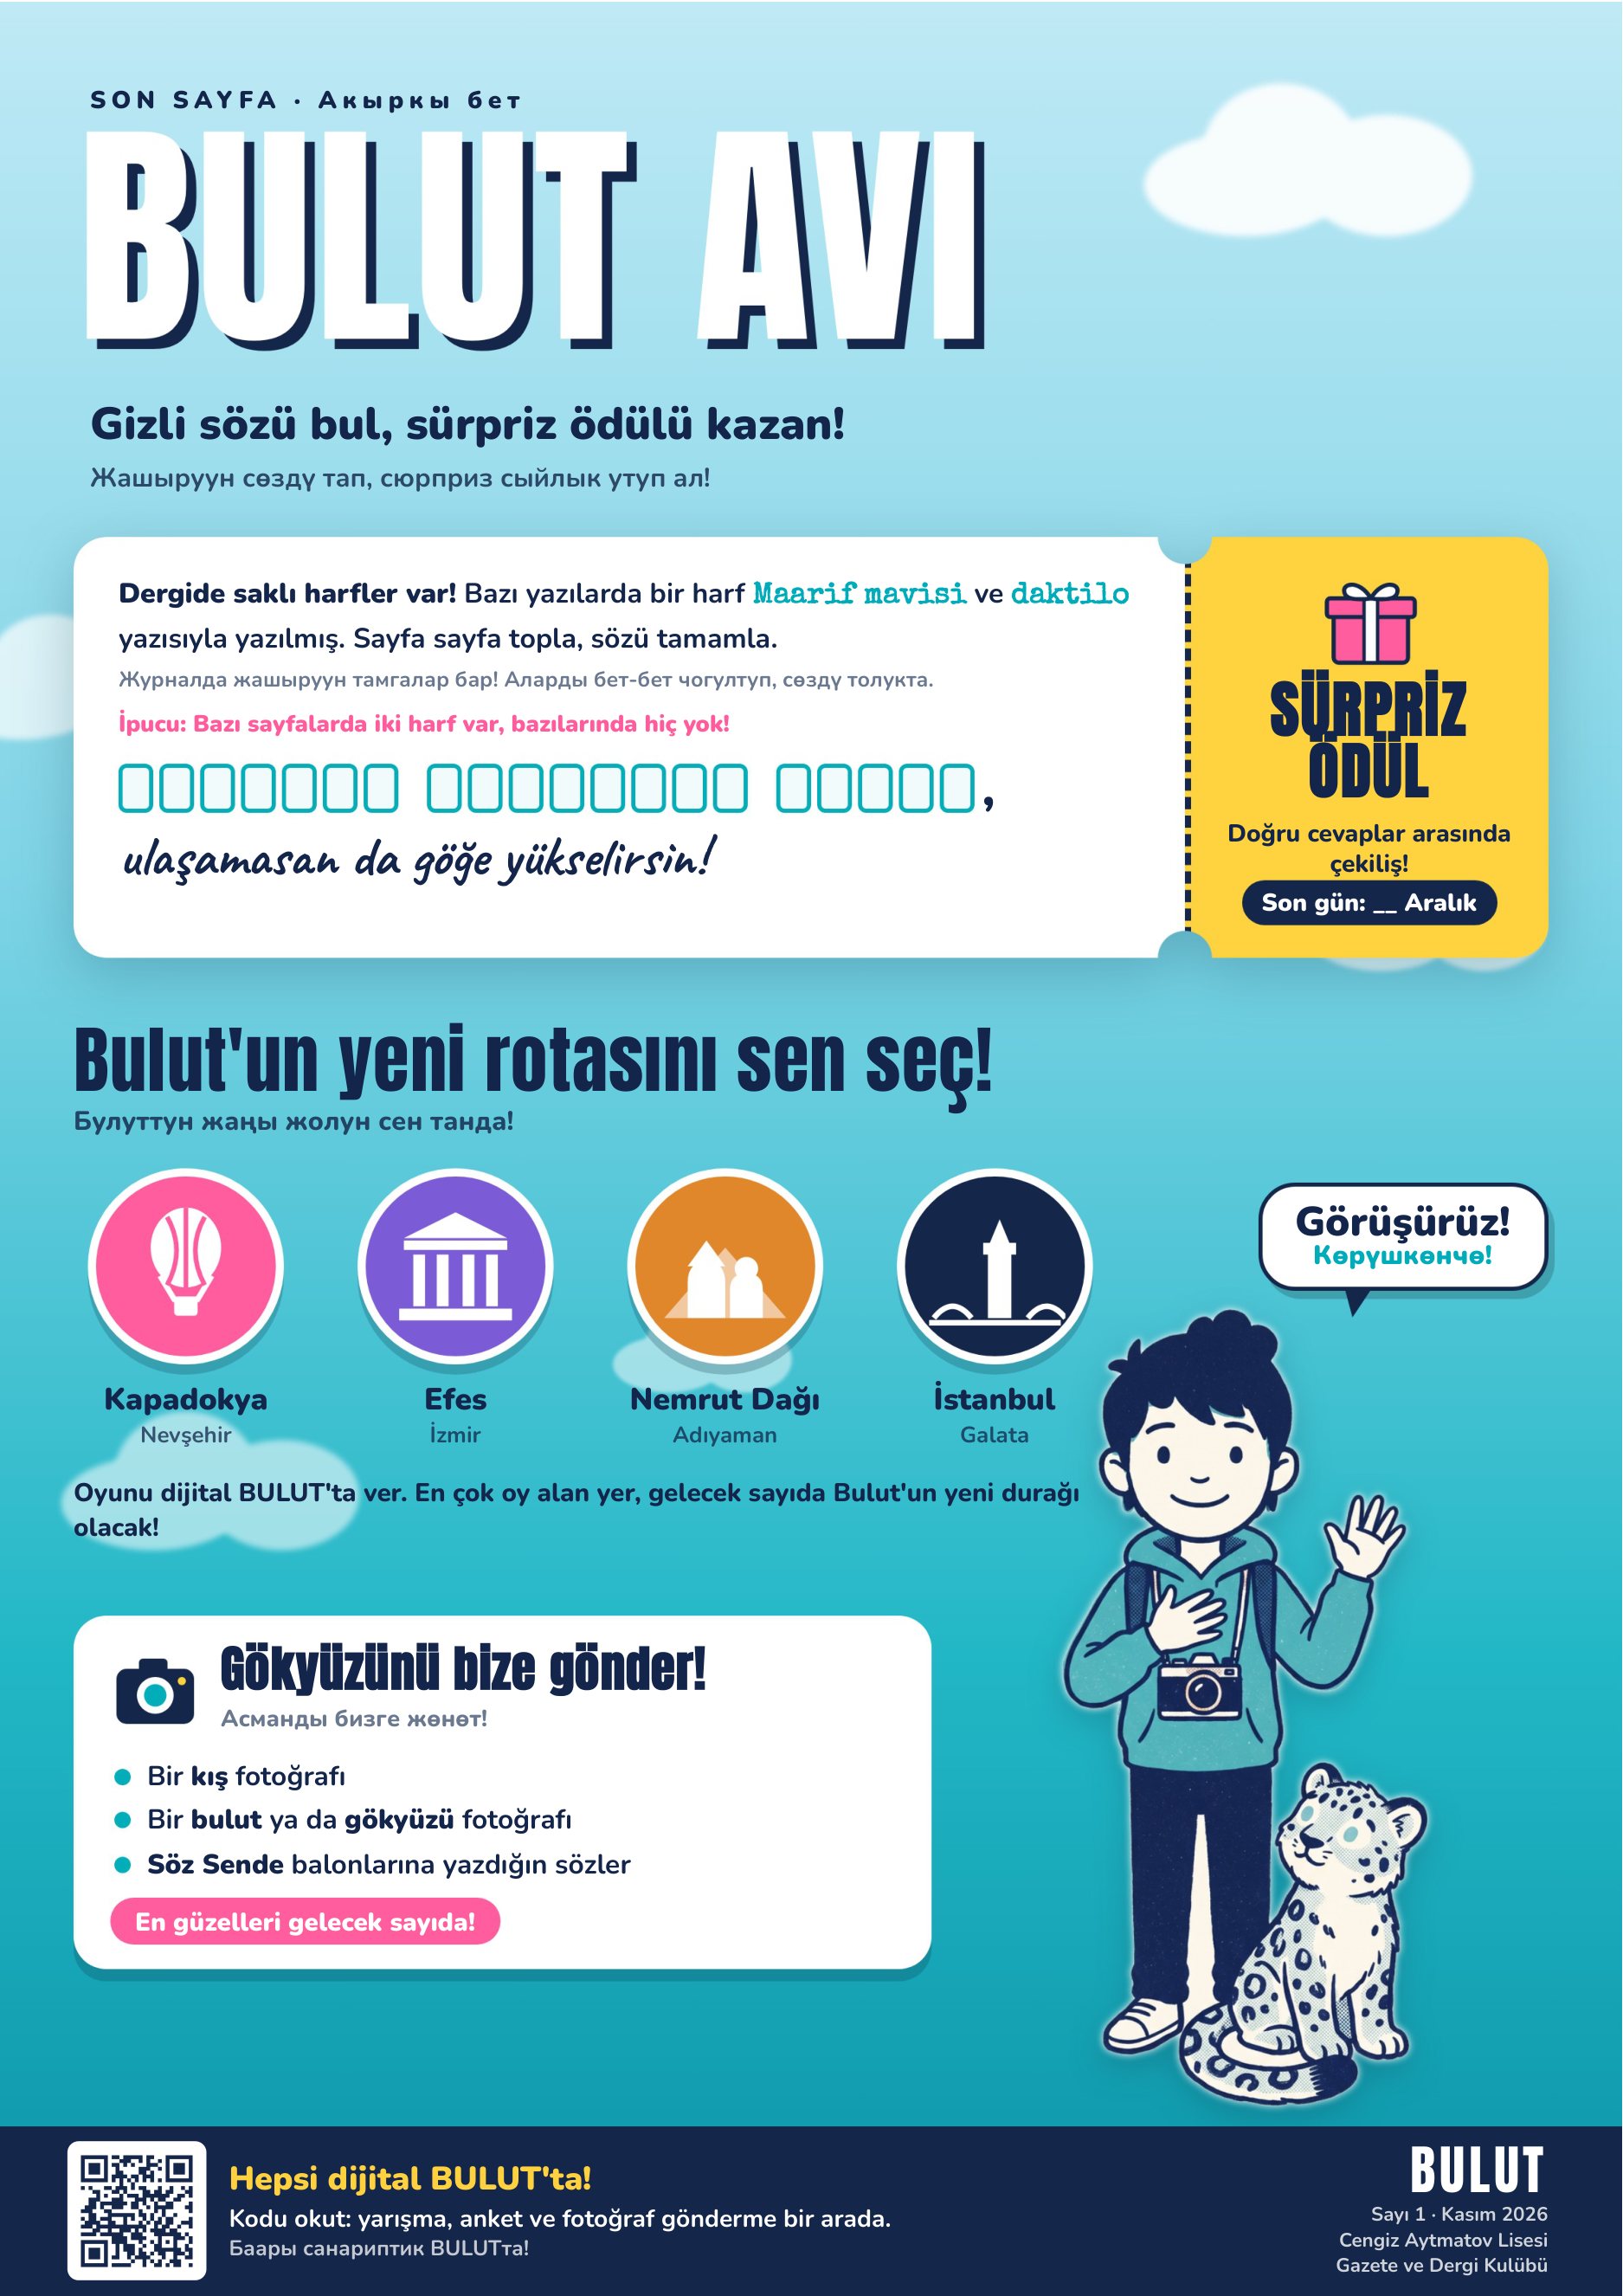 SON SAYFA · Акыркы бет
BULUT AVI
Gizli sözü bul, sürpriz ödülü kazan!
Жашыруун сөздү тап, сюрприз сыйлык утуп ал!
Dergide saklı harfler var! Bazı yazılarda bir harf Maarif mavisi ve daktilo
yazısıyla yazılmış. Sayfa sayfa topla, sözü tamamla.
Журналда жашыруун тамгалар бар! Аларды бет-бет чогултуп, сөздү толукта.
İpucu: Bazı sayfalarda iki harf var, bazılarında hiç yok!
,
ulaşamasan da göğe yükselirsin!
SÜRPRİZ
ÖDÜL
Doğru cevaplar arasında
çekiliş!
Son gün: __ Aralık
Bulut'un yeni rotasını sen seç!
Булуттун жаңы жолун сен танда!
Kapadokya
Nevşehir
Efes
İzmir
Nemrut Dağı
Adıyaman
İstanbul
Galata
Görüşürüz!
Көрүшкөнчө!
Oyunu dijital BULUT'ta ver. En çok oy alan yer, gelecek sayıda Bulut'un yeni durağı
olacak!
Gökyüzünü bize gönder!
Асманды бизге жөнөт!
Bir kış fotoğrafı
Bir bulut ya da gökyüzü fotoğrafı
Söz Sende balonlarına yazdığın sözler
En güzelleri gelecek sayıda!
Hepsi dijital BULUT'ta!
Kodu okut: yarışma, anket ve fotoğraf gönderme bir arada.
Баары санариптик BULUTта!
BULUT
Sayı 1 · Kasım 2026
Cengiz Aytmatov Lisesi
Gazete ve Dergi Kulübü